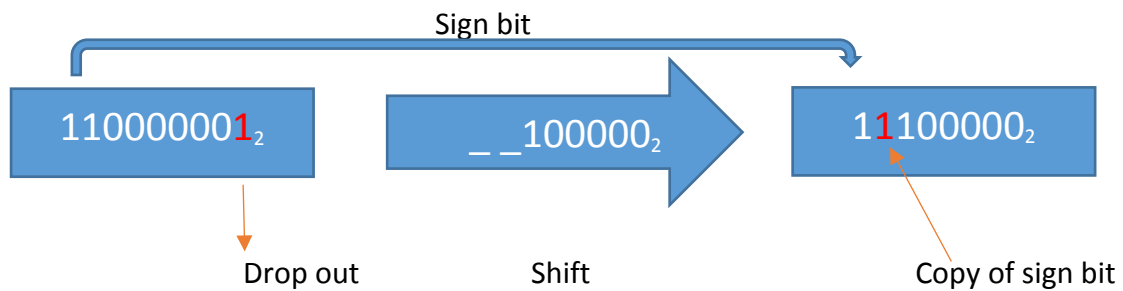 Sign bit
110000001₂
_ _100000₂
11100000₂
Drop out
Shift
Copy of sign bit